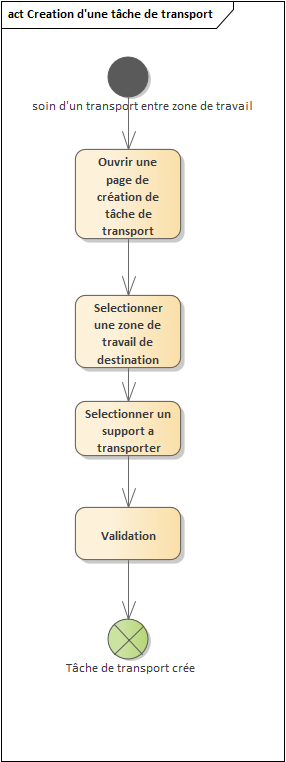 act Creation d'une tâche de transport
soin d'un transport entre zone de travail
Ouvrir une
page de
création de
tâche de
transport
Selectionner
une zone de
travail de
destination
Selectionner un
support a
transporter
Validation
Tâche de transport crée